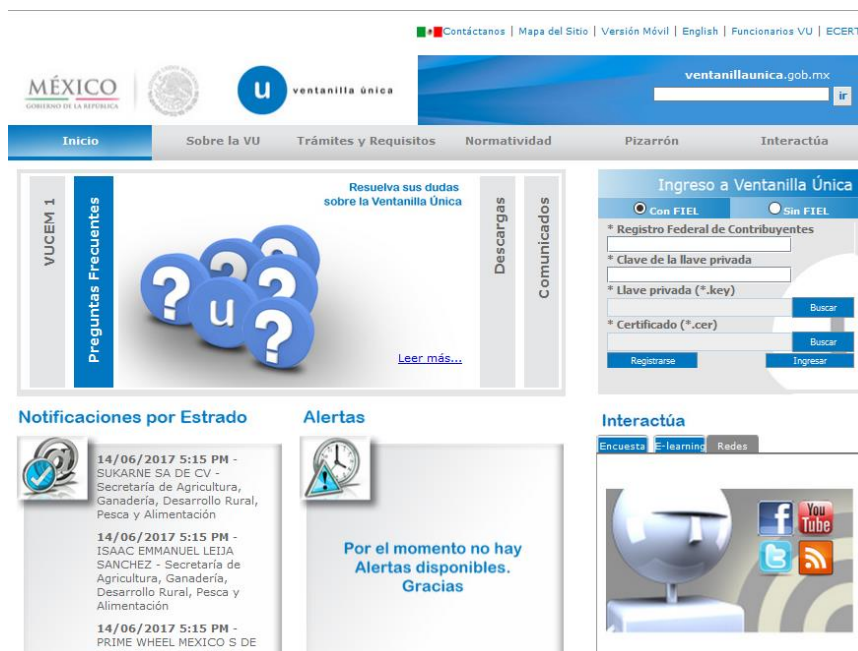 Contáctanos | Mapa del Sitio | Versión Móvil | English | Funcionarios VU | ECERT
MÉXICO
GOBIERNO DE LA REPÚBLICA
u
ventanilla única
ventanillaunica.gob.mx
ir
Inicio
Sobre la VU
Trámites y Requisitos
Normatividad
Pizarrón
Interactúa
VUCEM 1
Preguntas Frecuentes
Resuelva sus dudas
sobre la Ventanilla Única
? ? ?
? u ?
Leer más...
Descargas
Comunicados
Ingreso a Ventanilla Única
Con FIEL
Sin FIEL
* Registro Federal de Contribuyentes
* Clave de la llave privada
* Llave privada (*.key)
Buscar
* Certificado (*.cer)
Buscar
Registrarse
Ingresar
Notificaciones por Estrado
14/06/2017 5:15 PM -
SUKARNE SA DE CV -
Secretaría de Agricultura,
Ganadería, Desarrollo Rural,
Pesca y Alimentación
14/06/2017 5:15 PM -
ISAAC EMMANUEL LEIJA
SANCHEZ - Secretaría de
Agricultura, Ganadería,
Desarrollo Rural, Pesca y
Alimentación
14/06/2017 5:15 PM -
PRIME WHEEL MEXICO S DE
Alertas
Por el momento no hay
Alertas disponibles.
Gracias
Interactúa
Encuesta
E-learning
Redes
f
You
Tube